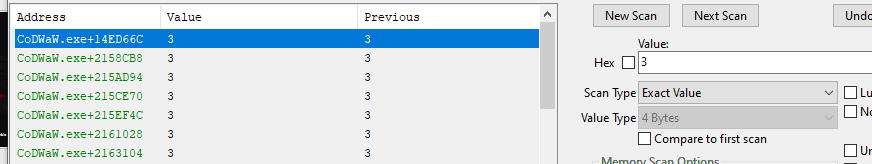 Address Value Previous
CoDWaW.exe+14ED66C 3 3
CoDWaW.exe+2158CB8 3 3
CoDWaW.exe+215AD94 3 3
CoDWaW.exe+215CE70 3 3
CoDWaW.exe+215EF4C 3 3
CoDWaW.exe+2161028 3 3
CoDWaW.exe+2163104 3 3
New Scan Next Scan Undo
Value:
Hex 3
Scan Type Exact Value Lu
Value Type 4 Bytes No
Compare to first scan
Un
Memory Scan Options